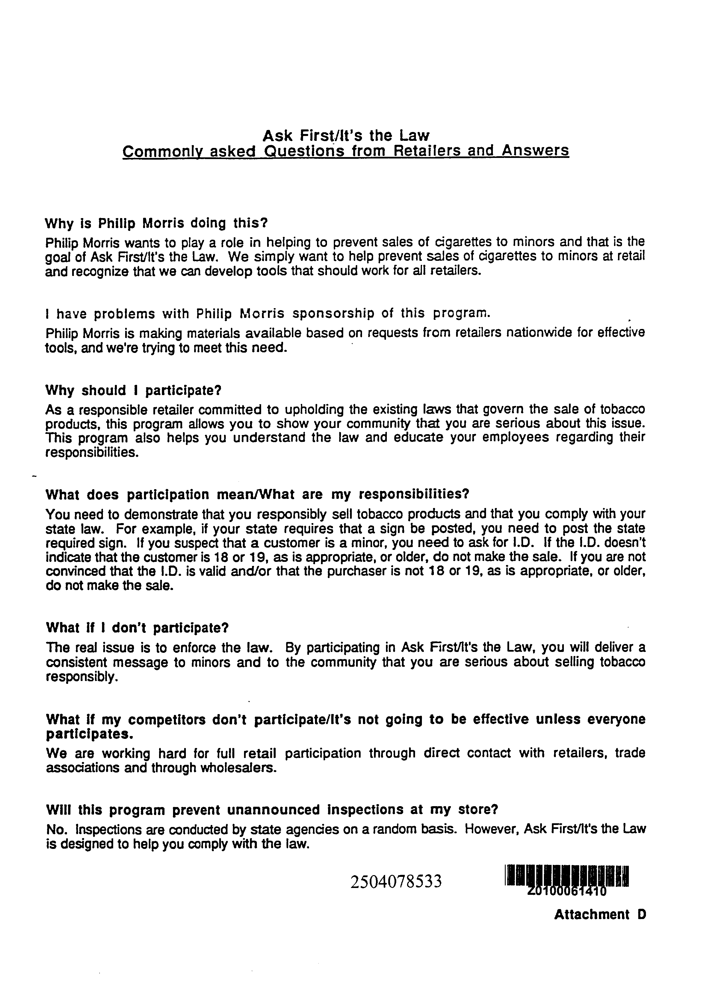 Ask First/It's the Law
Commonly asked Questions from Retailers and Answers
Why is Philip Morris doing this?
Philip Morris wants to play a role in helping to prevent sales of cigarettes to minors and that is the
goal of Ask First/It's the Law. We simply want to help prevent sales of cigarettes to minors at retail
and recognize that we can develop tools that should work for all retailers.
I have problems with Philip Morris sponsorship of this program.
Philip Morris is making materials available based on requests from retailers nationwide for effective
tools, and we're trying to meet this need.
Why should I participate?
As a responsible retailer committed to upholding the existing laws that govern the sale of tobacco
products, this program allows you to show your community that you are serious about this issue.
This program also helps you understand the law and educate your employees regarding their
responsibilities.
What does participation mean/What are my responsibilities?
You need to demonstrate that you responsibly sell tobacco products and that you comply with your
state law. For example, if your state requires that a sign be posted, you need to post the state
required sign. If you suspect that a customer is a minor, you need to ask for I.D. If the I.D. doesn't
indicate that the customer is 18 or 19, as is appropriate, or older, do not make the sale. If you are not
convinced that the I.D. is valid and/or that the purchaser is not 18 or 19, as is appropriate, or older,
do not make the sale.
What if I don't participate?
The real issue is to enforce the law. By participating in Ask First/It's the Law, you will deliver a
consistent message to minors and to the community that you are serious about selling tobacco
responsibly.
What if my competitors don't participate/It's not going to be effective unless everyone
participates.
We are working hard for full retail participation through direct contact with retailers, trade
associations and through wholesalers.
Will this program prevent unannounced inspections at my store?
No. Inspections are conducted by state agencies on a random basis. However, Ask First/It's the Law
is designed to help you comply with the law.
2504078533
Z0100061410
Attachment D